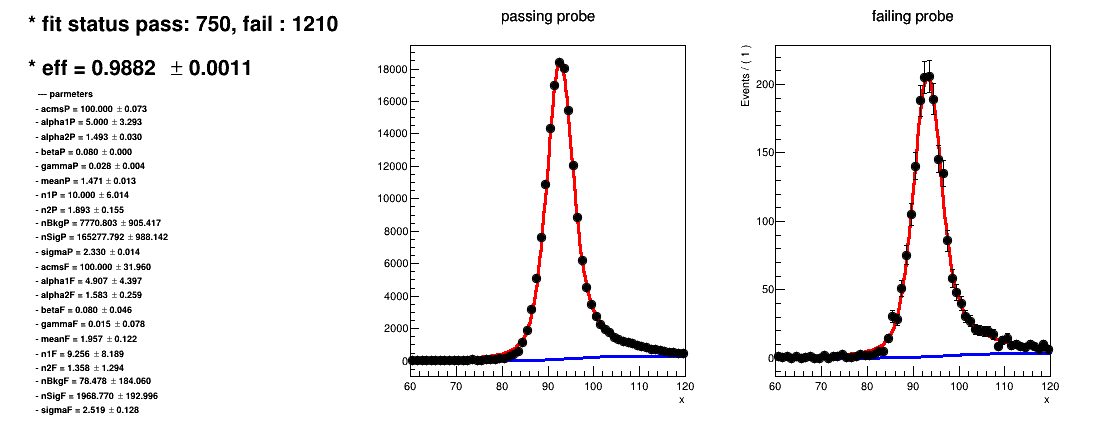 * fit status pass: 750, fail : 1210
* eff = 0.9882 ± 0.0011
--- parmeters
- acmsP = 100.000 ± 0.073
- alpha1P = 5.000 ± 3.293
- alpha2P = 1.493 ± 0.030
- betaP = 0.080 ± 0.000
- gammaP = 0.028 ± 0.004
- meanP = 1.471 ± 0.013
- n1P = 10.000 ± 6.014
- n2P = 1.893 ± 0.155
- nBkgP = 7770.803 ± 905.417
- nSigP = 165277.792 ± 988.142
- sigmaP = 2.330 ± 0.014
- acmsF = 100.000 ± 31.960
- alpha1F = 4.907 ± 4.397
- alpha2F = 1.583 ± 0.259
- betaF = 0.080 ± 0.046
- gammaF = 0.015 ± 0.078
- meanF = 1.957 ± 0.122
- n1F = 9.256 ± 8.189
- n2F = 1.358 ± 1.294
- nBkgF = 78.478 ± 184.060
- nSigF = 1968.770 ± 192.996
- sigmaF = 2.519 ± 0.128
passing probe
18000
16000
14000
12000
10000
8000
6000
4000
2000
0
60 70 80 90 100 110 120
x
failing probe
Events / ( 1 )
200
150
100
50
0
60 70 80 90 100 110 120
x